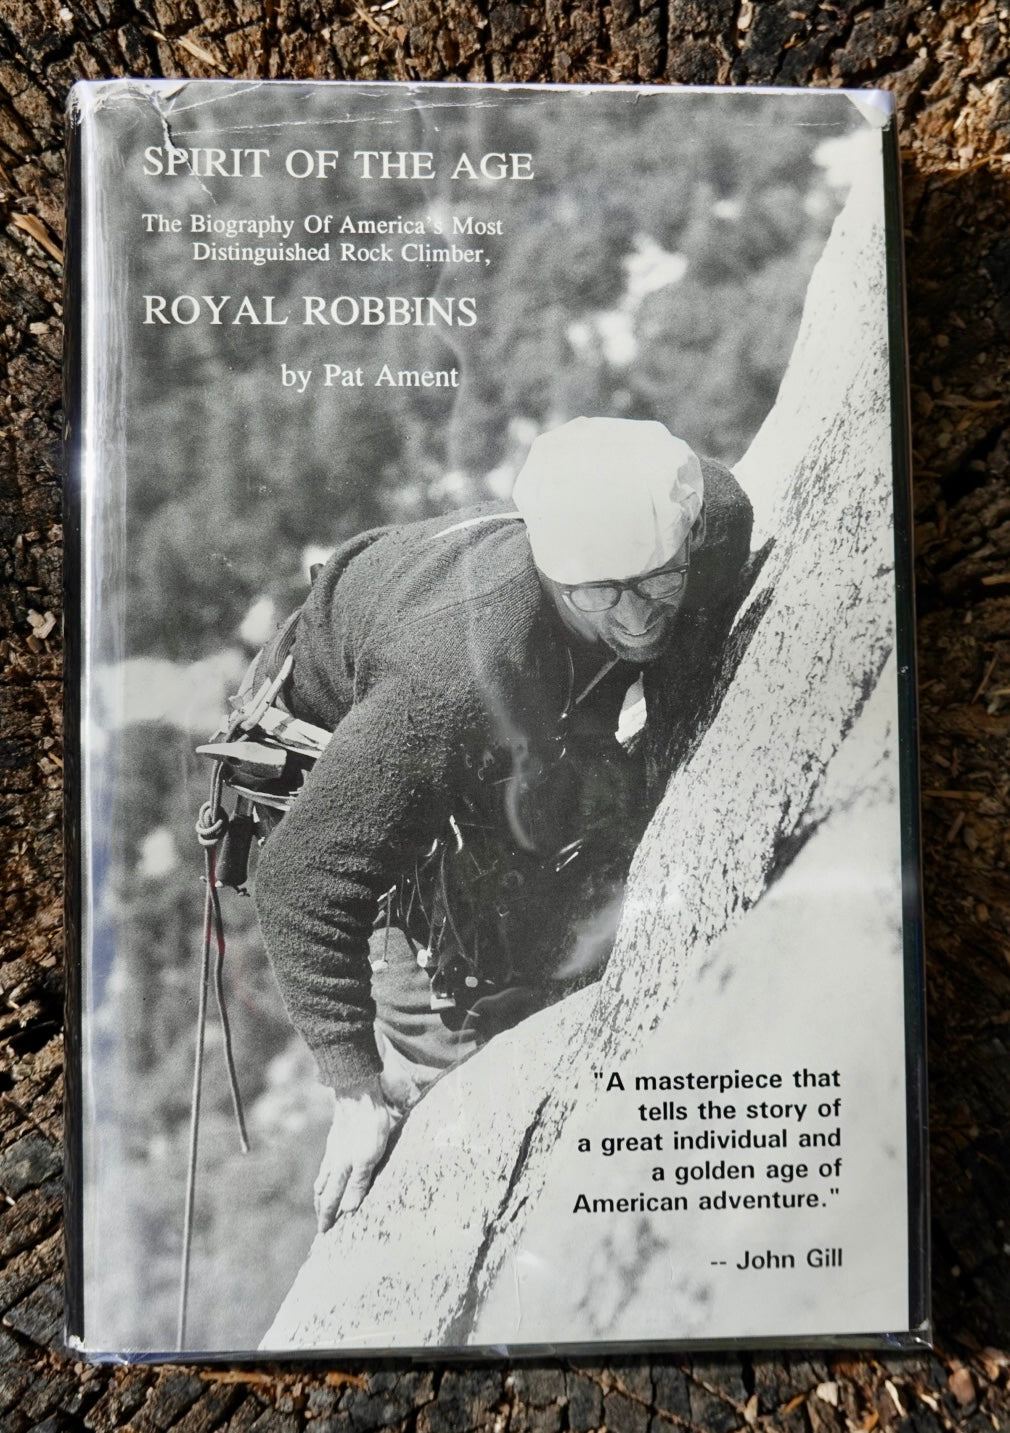 SPIRIT OF THE AGE
The Biography Of America's Most
Distinguished Rock Climber,
ROYAL ROBBINS
by Pat Ament
"A masterpiece that
tells the story of
a great individual and
a golden age of
American adventure."
-- John Gill